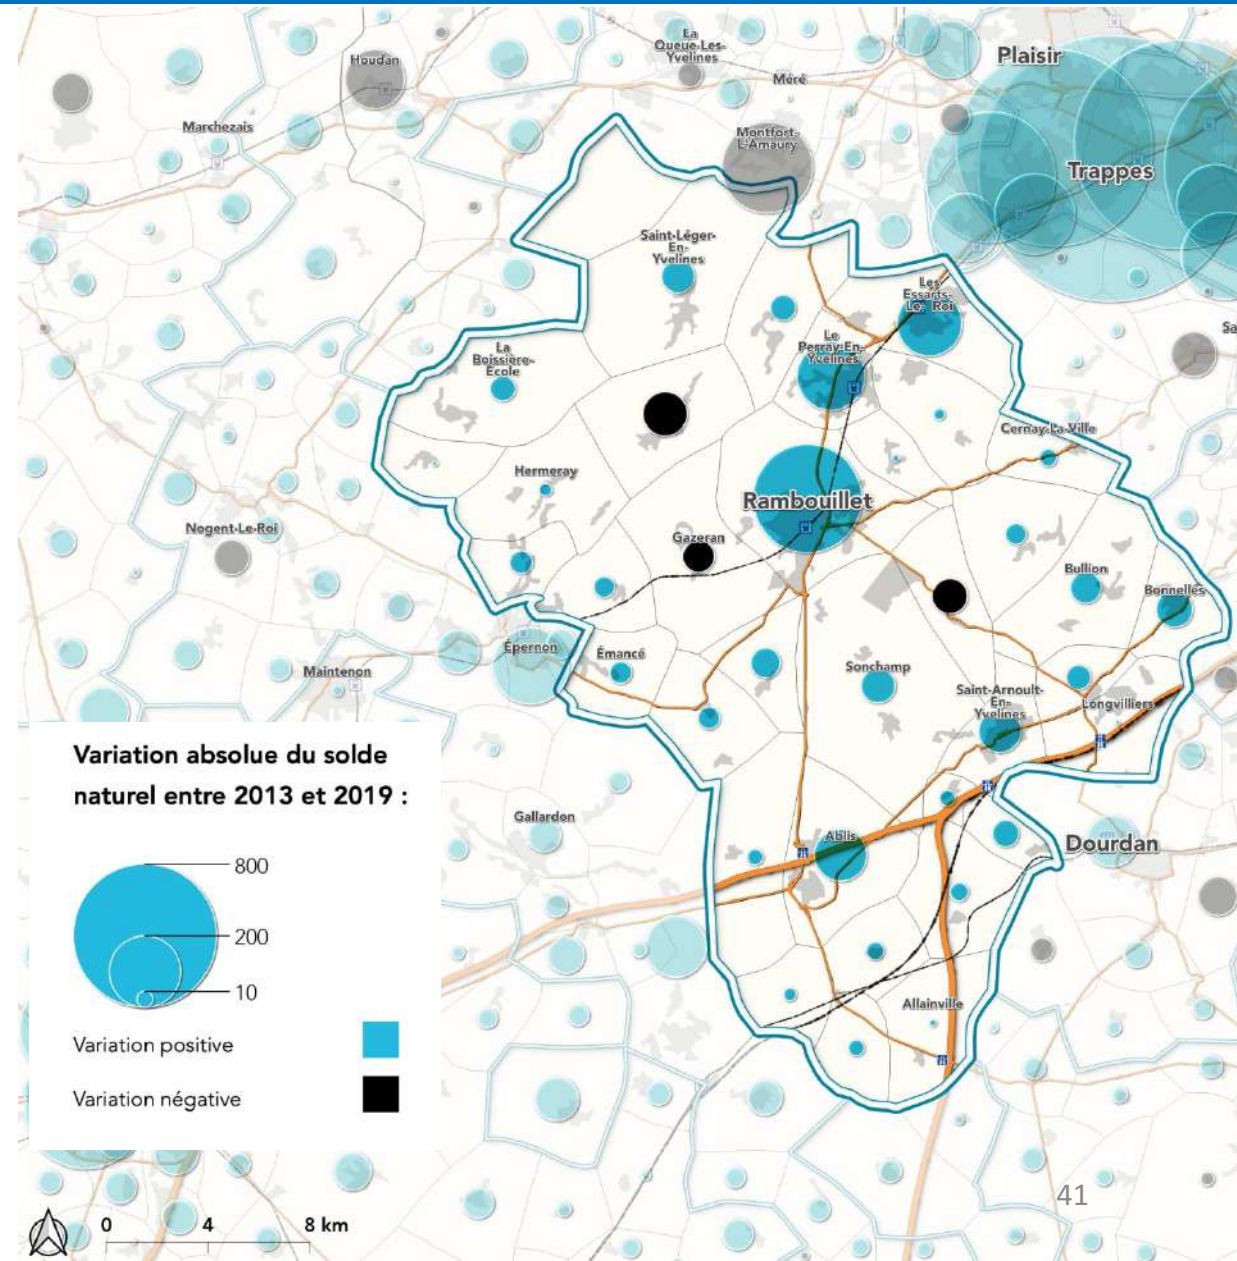 La
Queue-Les-
Yvelines
Plaisir
Houdan
Méré
Marchezais
Montfort-
L'Amaury
Trappes
Saint-Léger-
En-
Yvelines
Les
Essarts-
Le- Roi
Sa
La
Boissière-
École
Le
Perray-En-
Yvelines
Cernay-La-Ville
Hermeray
Rambouillet
Nogent-Le-Roi
Gazeran
Bullion
Bonnelles
Épernon
Émancé
Maintenon
Sonchamp
Saint-Arnoult-
En-
Yvelines
Longvilliers
Variation absolue du solde
naturel entre 2013 et 2019 :
Gallardon
Ablis
Dourdan
800
200
10
Allainville
Variation positive
Variation négative
41
0 4 8 km